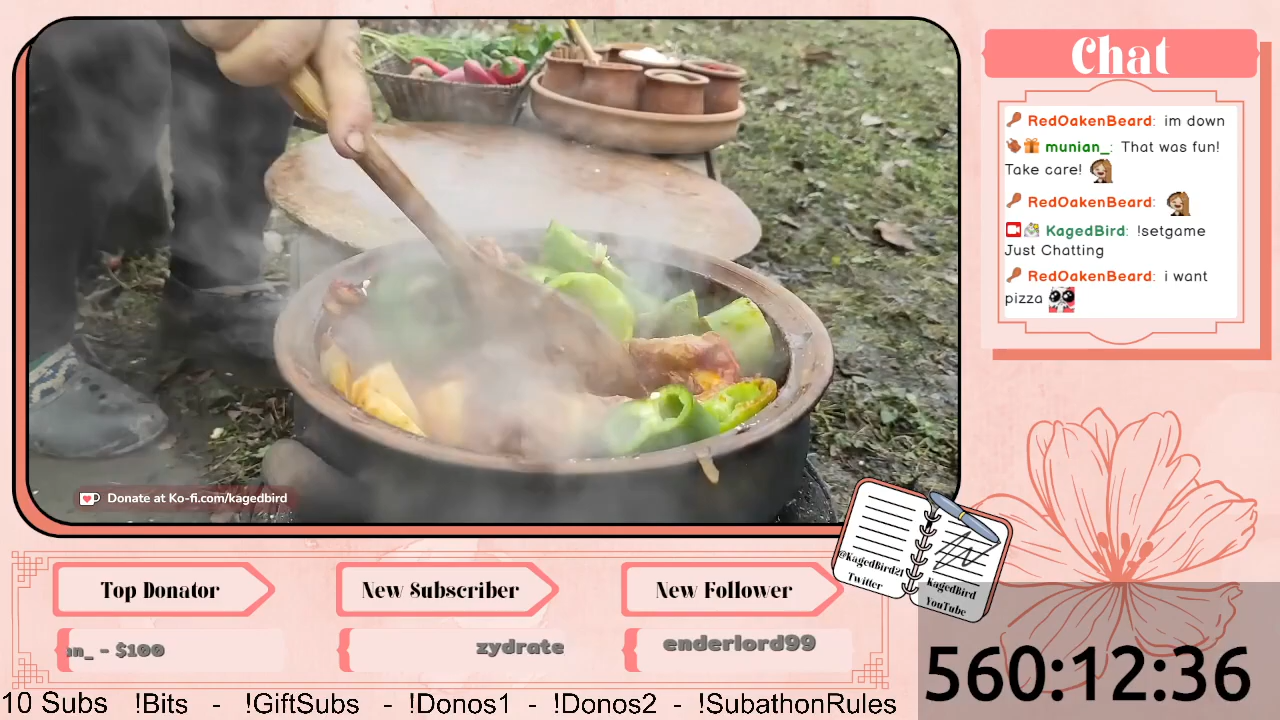 Chat
RedOakenBeard: im down
munian_: That was fun!
Take care!
RedOakenBeard:
KagedBird: !setgame
Just Chatting
RedOakenBeard: i want
pizza
Donate at Ko-fi.com/kagedbird
@KagedBird21
Twitter
KagedBird
YouTube
Top Donator
New Subscriber
New Follower
n_ - $100
zydrate
enderlord99
560:12:36
10 Subs !Bits - !GiftSubs - !Donos1 - !Donos2 - !SubathonRules